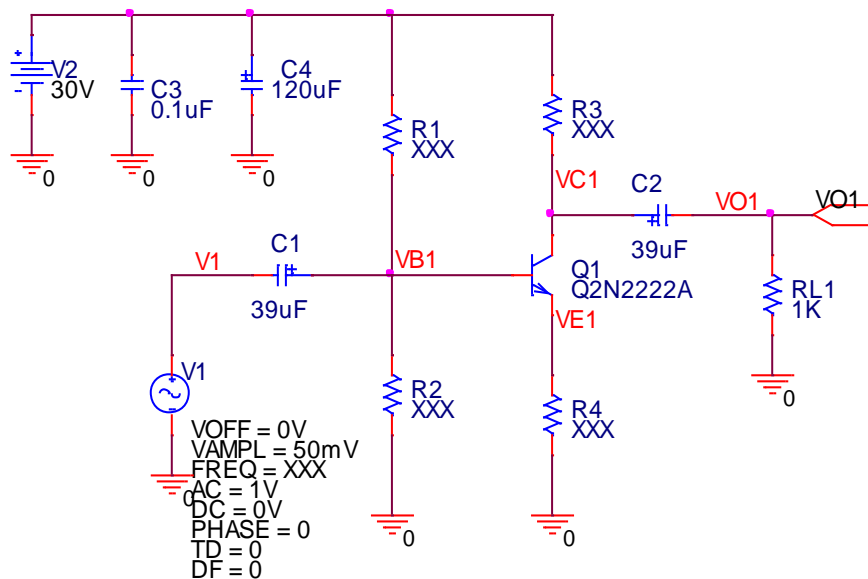 V2
30V
0
C3
0.1uF
0
C4
120uF
0
R1
XXX
R3
XXX
VC1
C2
39uF
VO1
VO1
C1
V1
39uF
VB1
Q1
Q2N2222A
VE1
RL1
1K
0
V1
R2
XXX
R4
XXX
VOFF = 0V
VAMPL = 50mV
FREQ = XXX
AC = 1V
DC = 0V
PHASE = 0
TD = 0
DF = 0
0
0
0